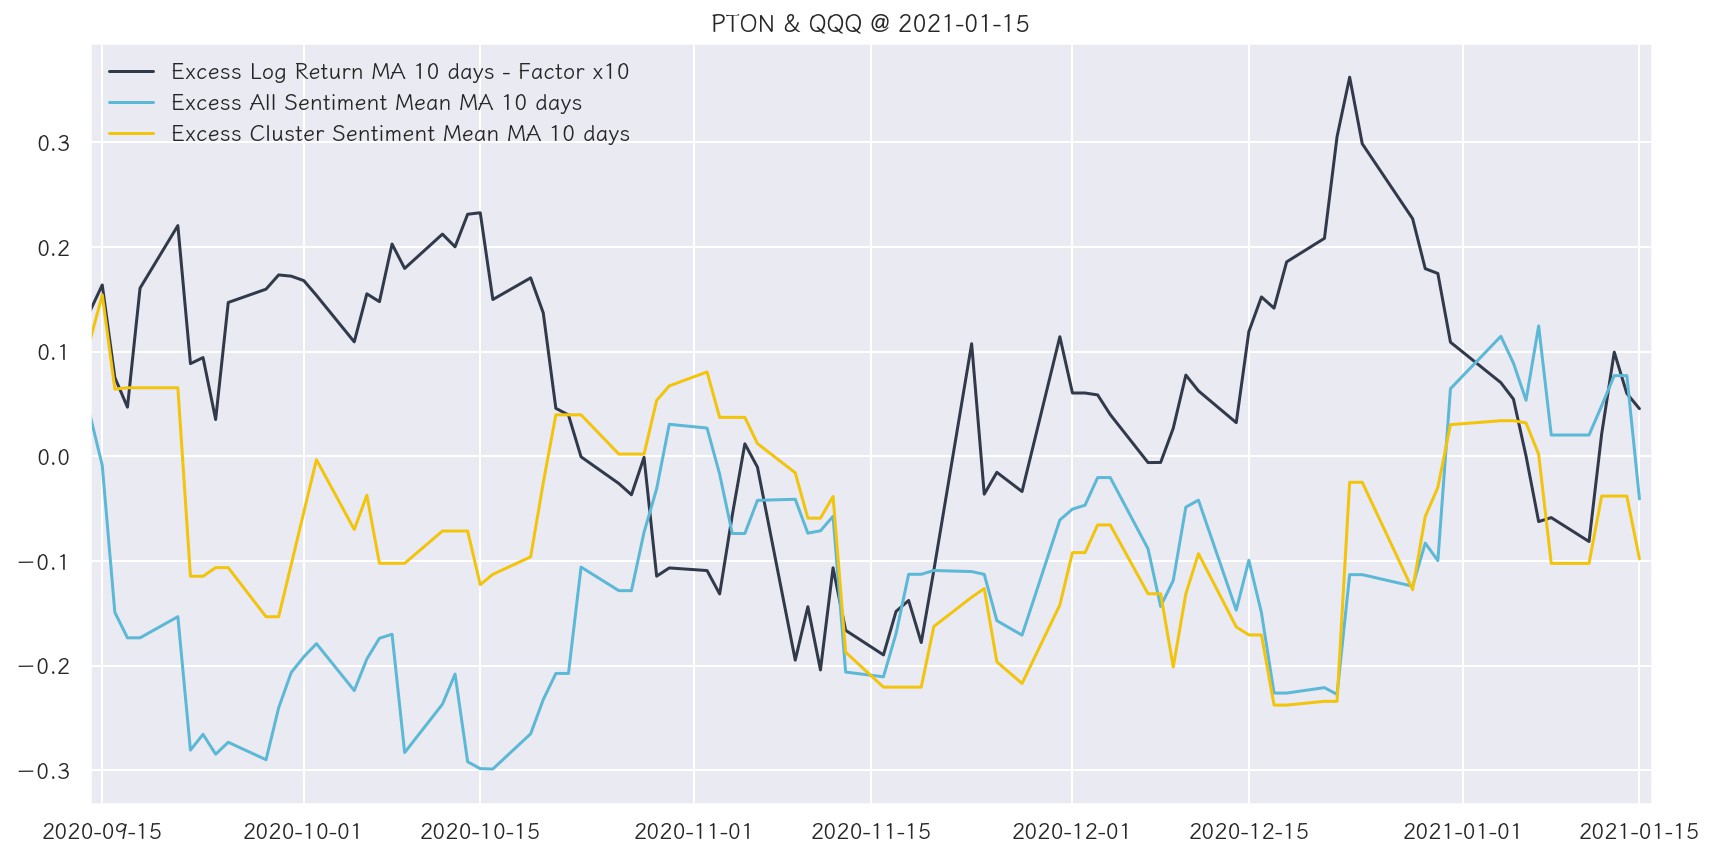 PTON & QQQ @ 2021-01-15
Excess Log Return MA 10 days - Factor x10
Excess All Sentiment Mean MA 10 days
Excess Cluster Sentiment Mean MA 10 days
0.3
0.2
0.1
0.0
−0.1
−0.2
−0.3
2020-09-15 2020-10-01 2020-10-15 2020-11-01 2020-11-15 2020-12-01 2020-12-15 2021-01-01 2021-01-15